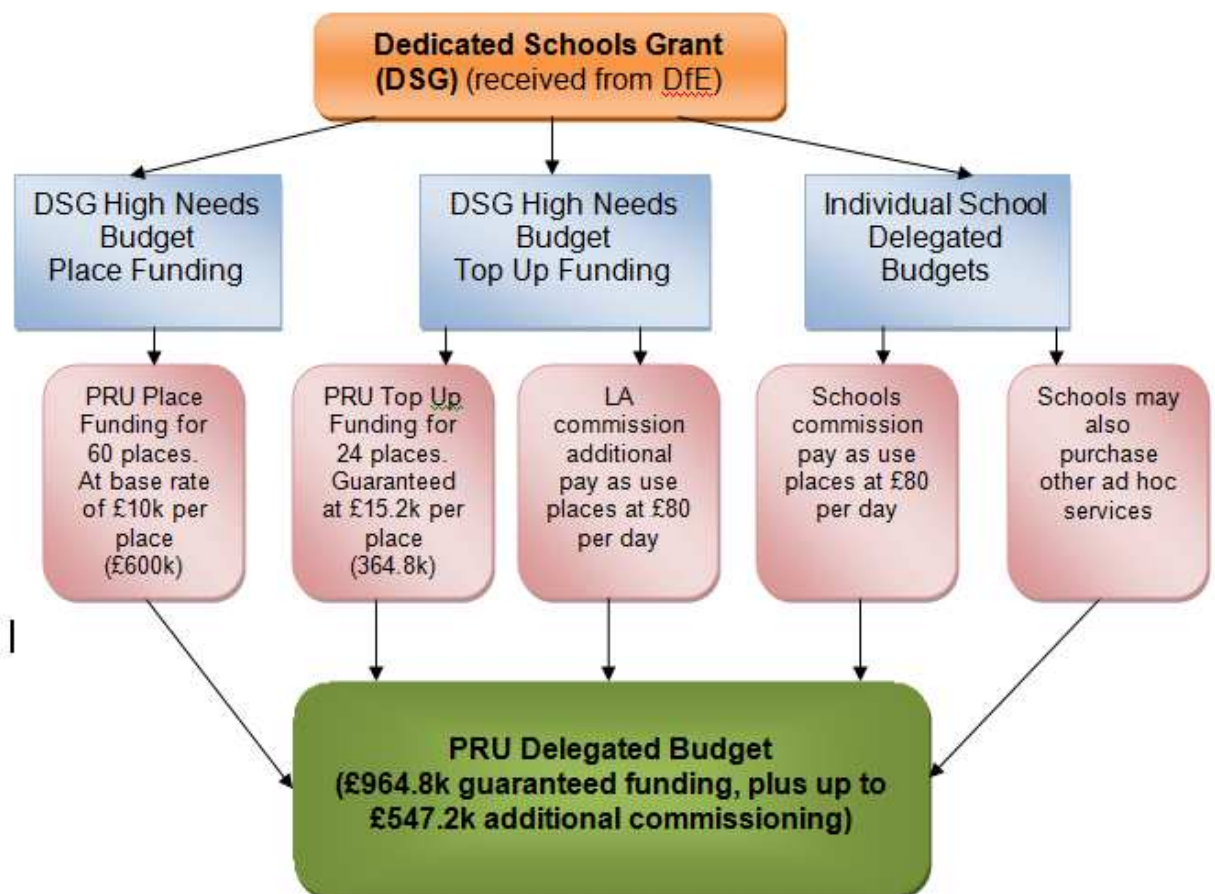 Dedicated Schools Grant
(DSG) (received from DfE)
DSG High Needs
Budget
Place Funding
DSG High Needs
Budget
Top Up Funding
Individual School
Delegated
Budgets
PRU Place
Funding for
60 places.
At base rate
of £10k per
place
(£600k)
PRU Top Up
Funding for
24 places.
Guaranteed
at £15.2k per
place
(364.8k)
LA
commission
additional
pay as use
places at £80
per day
Schools
commission
pay as use
places at £80
per day
Schools may
also
purchase
other ad hoc
services
PRU Delegated Budget
(£964.8k guaranteed funding, plus up to
£547.2k additional commissioning)